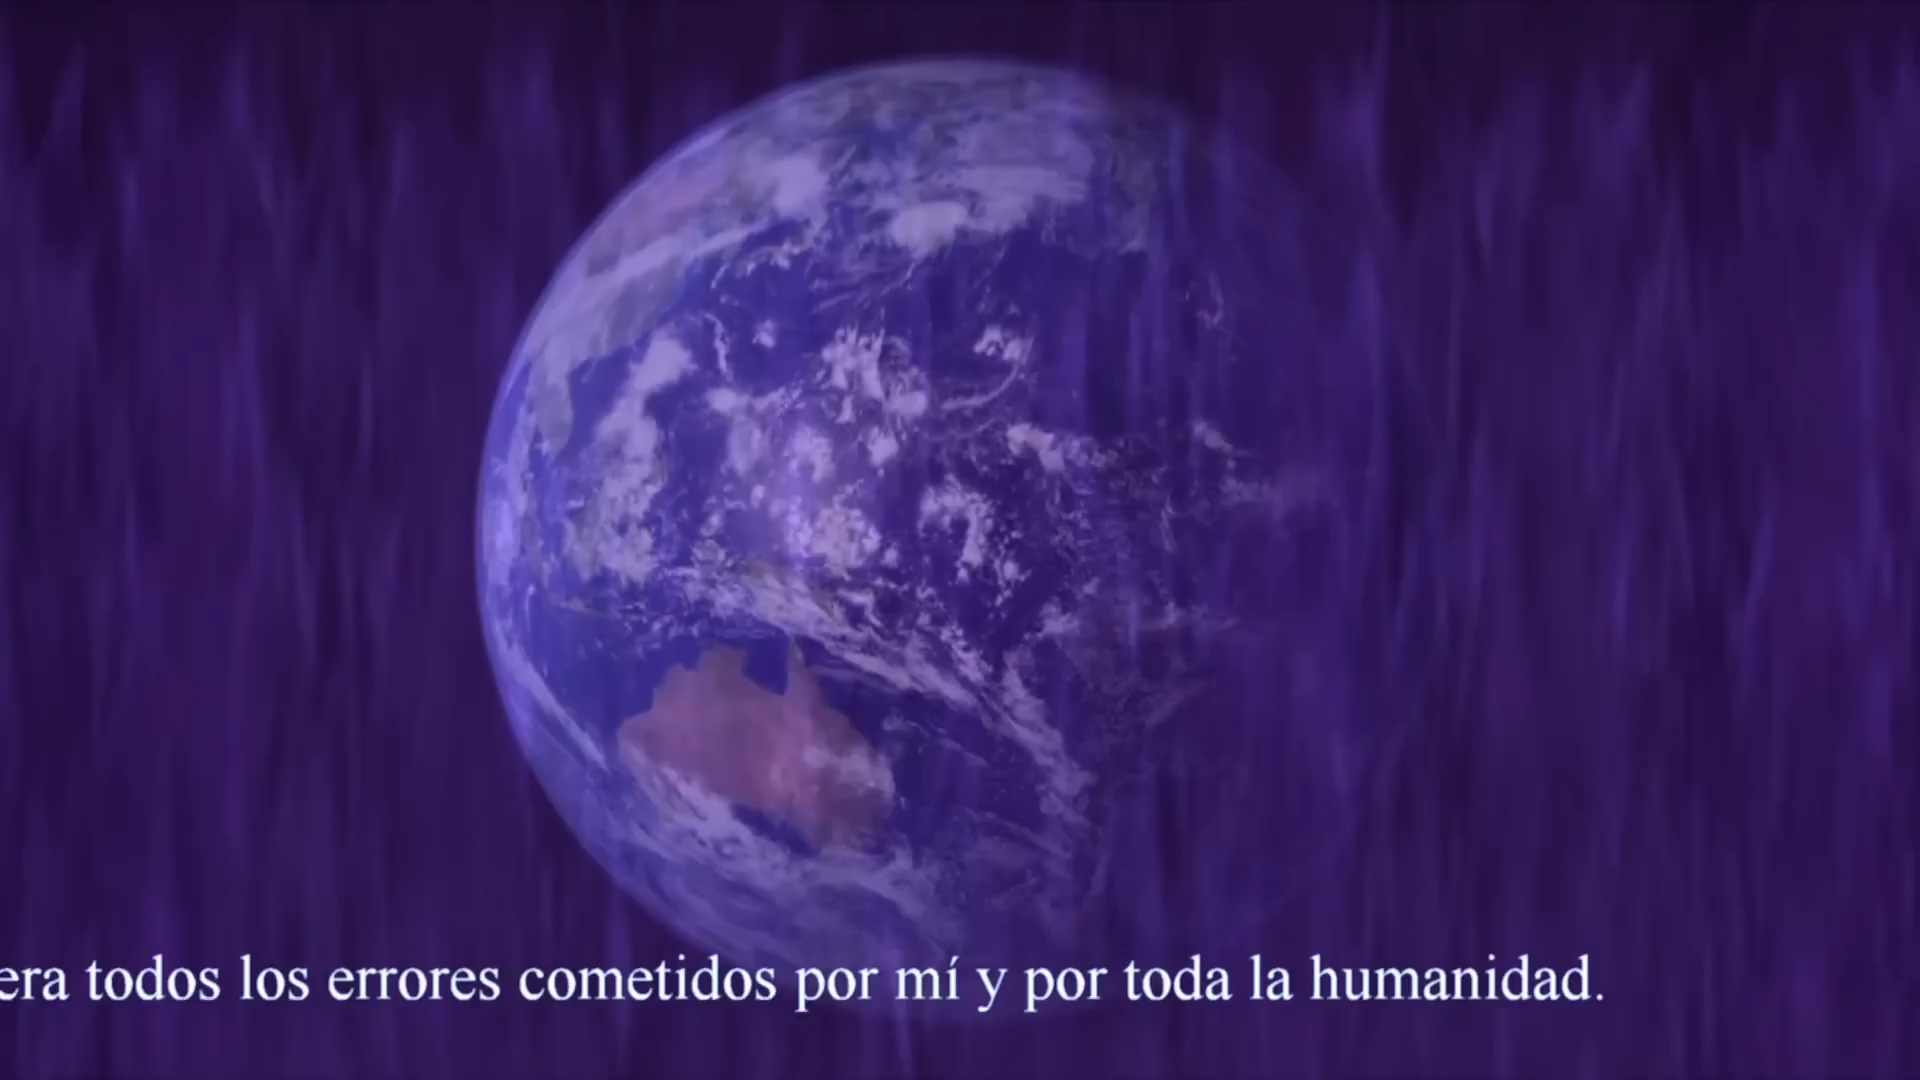 era todos los errores cometidos por mí y por toda la humanidad.